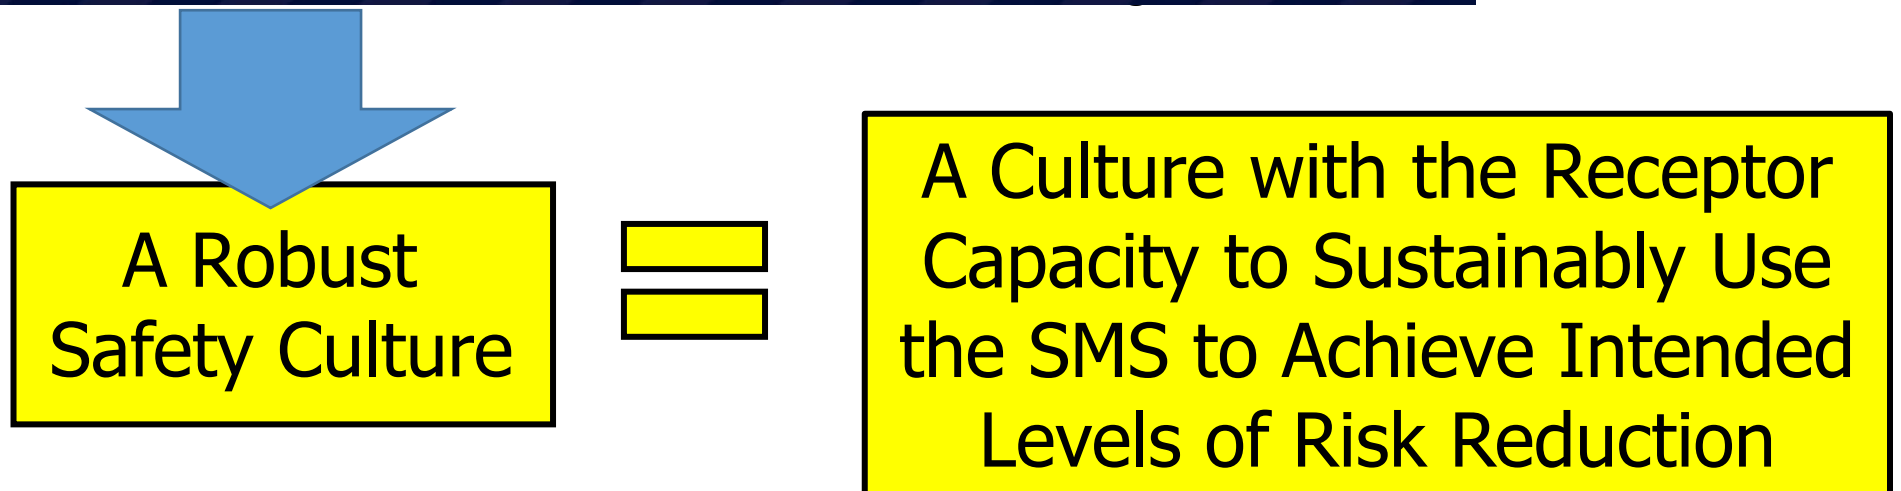 A Robust
Safety Culture
A Culture with the Receptor
Capacity to Sustainably Use
the SMS to Achieve Intended
Levels of Risk Reduction